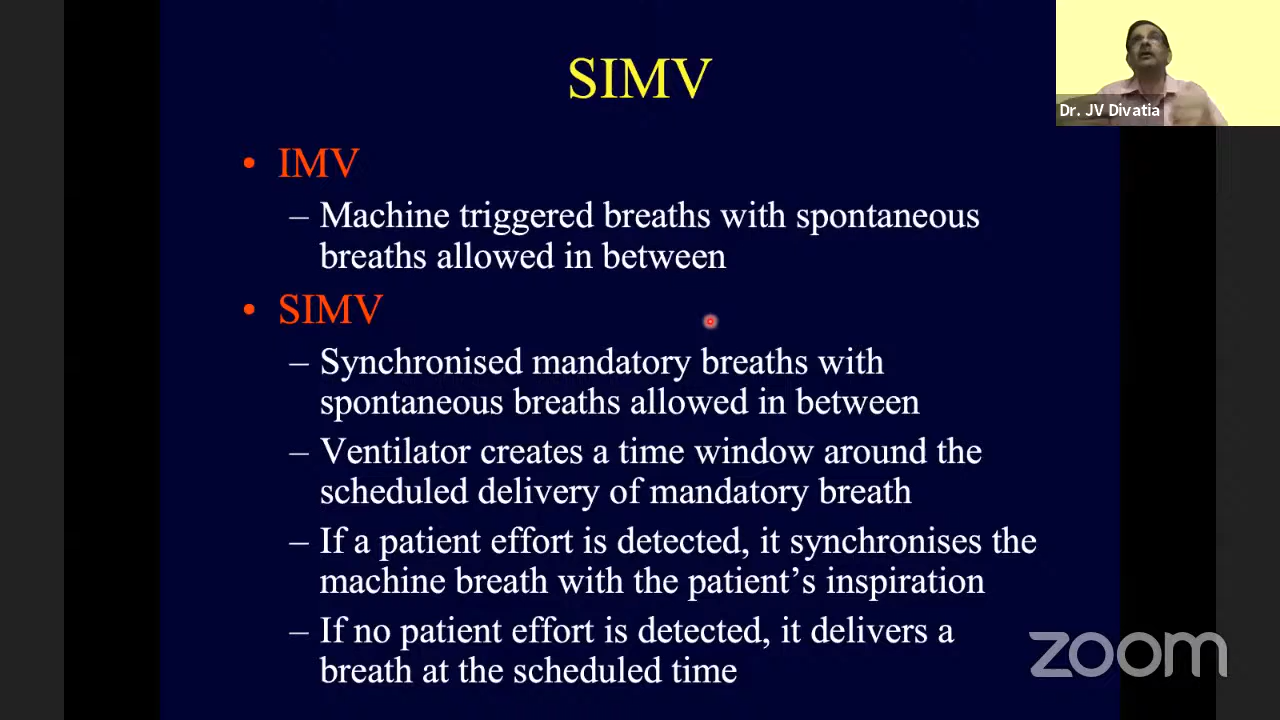 SIMV
Dr. JV Divatia
• IMV
– Machine triggered breaths with spontaneous
breaths allowed in between
• SIMV
– Synchronised mandatory breaths with
spontaneous breaths allowed in between
– Ventilator creates a time window around the
scheduled delivery of mandatory breath
– If a patient effort is detected, it synchronises the
machine breath with the patient’s inspiration
– If no patient effort is detected, it delivers a
breath at the scheduled time
zoom